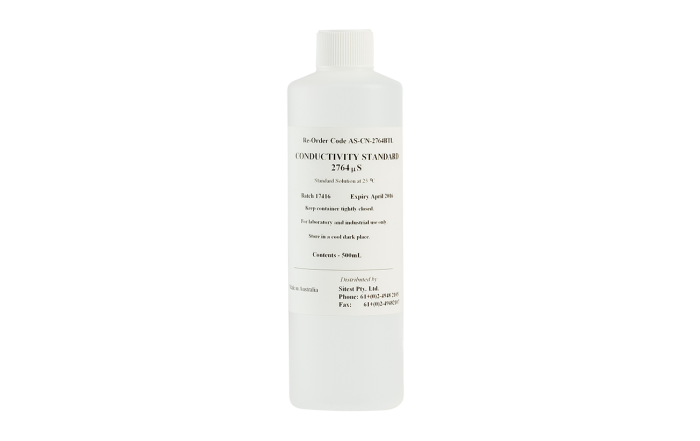 Re-Order Code AS-CN-2764BTL
CONDUCTIVITY STANDARD
2764 µS
Standard Solution at 25 ⁰C
Batch 17416 Expiry April 2016
Keep container tightly closed.
For laboratory and industrial use only.
Store in a cool dark place.
Contents - 500mL
Distributed by
in Australia
Sitest Pty. Ltd.
Phone:
Fax: